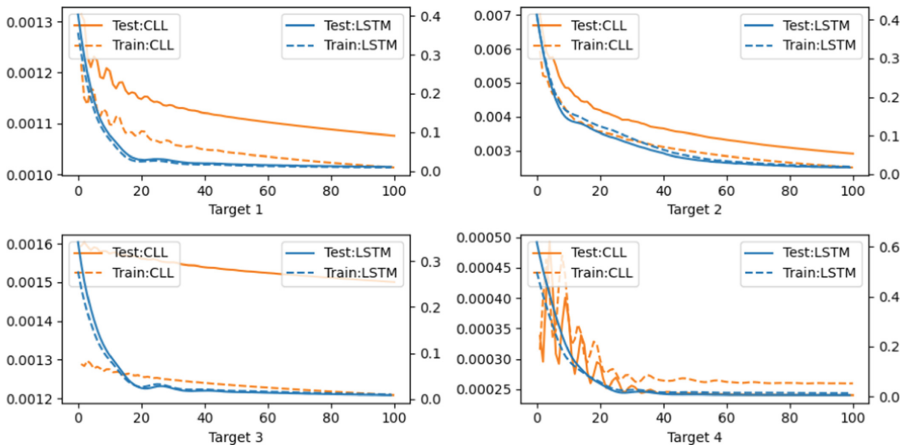 0.0013
0.0012
0.0011
0.0010
Test:CLL
Train:CLL
Test:LSTM
Train:LSTM
0.4
0.3
0.2
0.1
0.0
0 20 40 60 80 100
Target 1
0.007
0.006
0.005
0.004
0.003
Test:CLL
Train:CLL
Test:LSTM
Train:LSTM
0.4
0.3
0.2
0.1
0.0
0 20 40 60 80 100
Target 2
0.0016
0.0015
0.0014
0.0013
0.0012
Test:CLL
Train:CLL
Test:LSTM
Train:LSTM
0.3
0.2
0.1
0.0
0 20 40 60 80 100
Target 3
0.00050
0.00045
0.00040
0.00035
0.00030
0.00025
Test:CLL
Train:CLL
Test:LSTM
Train:LSTM
0.6
0.4
0.2
0.0
0 20 40 60 80 100
Target 4